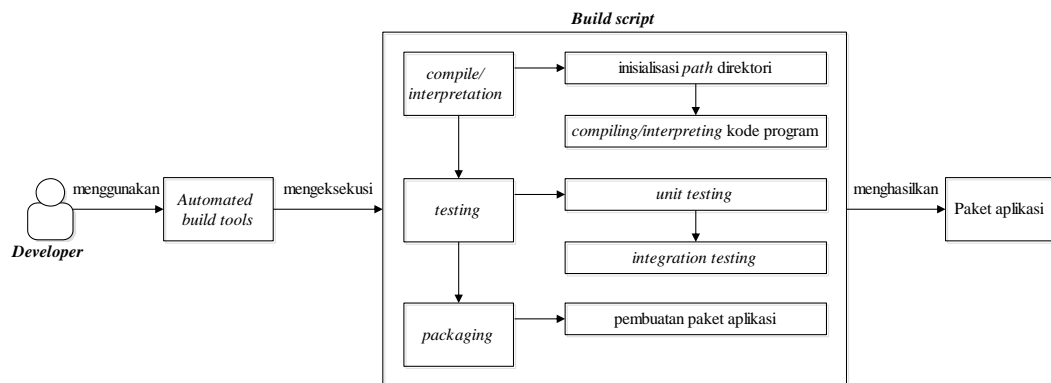 Build script
compile/
interpretation
inisialisasi path direktori
compiling/interpreting kode program
menggunakan
Developer
Automated
build tools
mengeksekusi
testing
unit testing
integration testing
packaging
pembuatan paket aplikasi
menghasilkan
Paket aplikasi